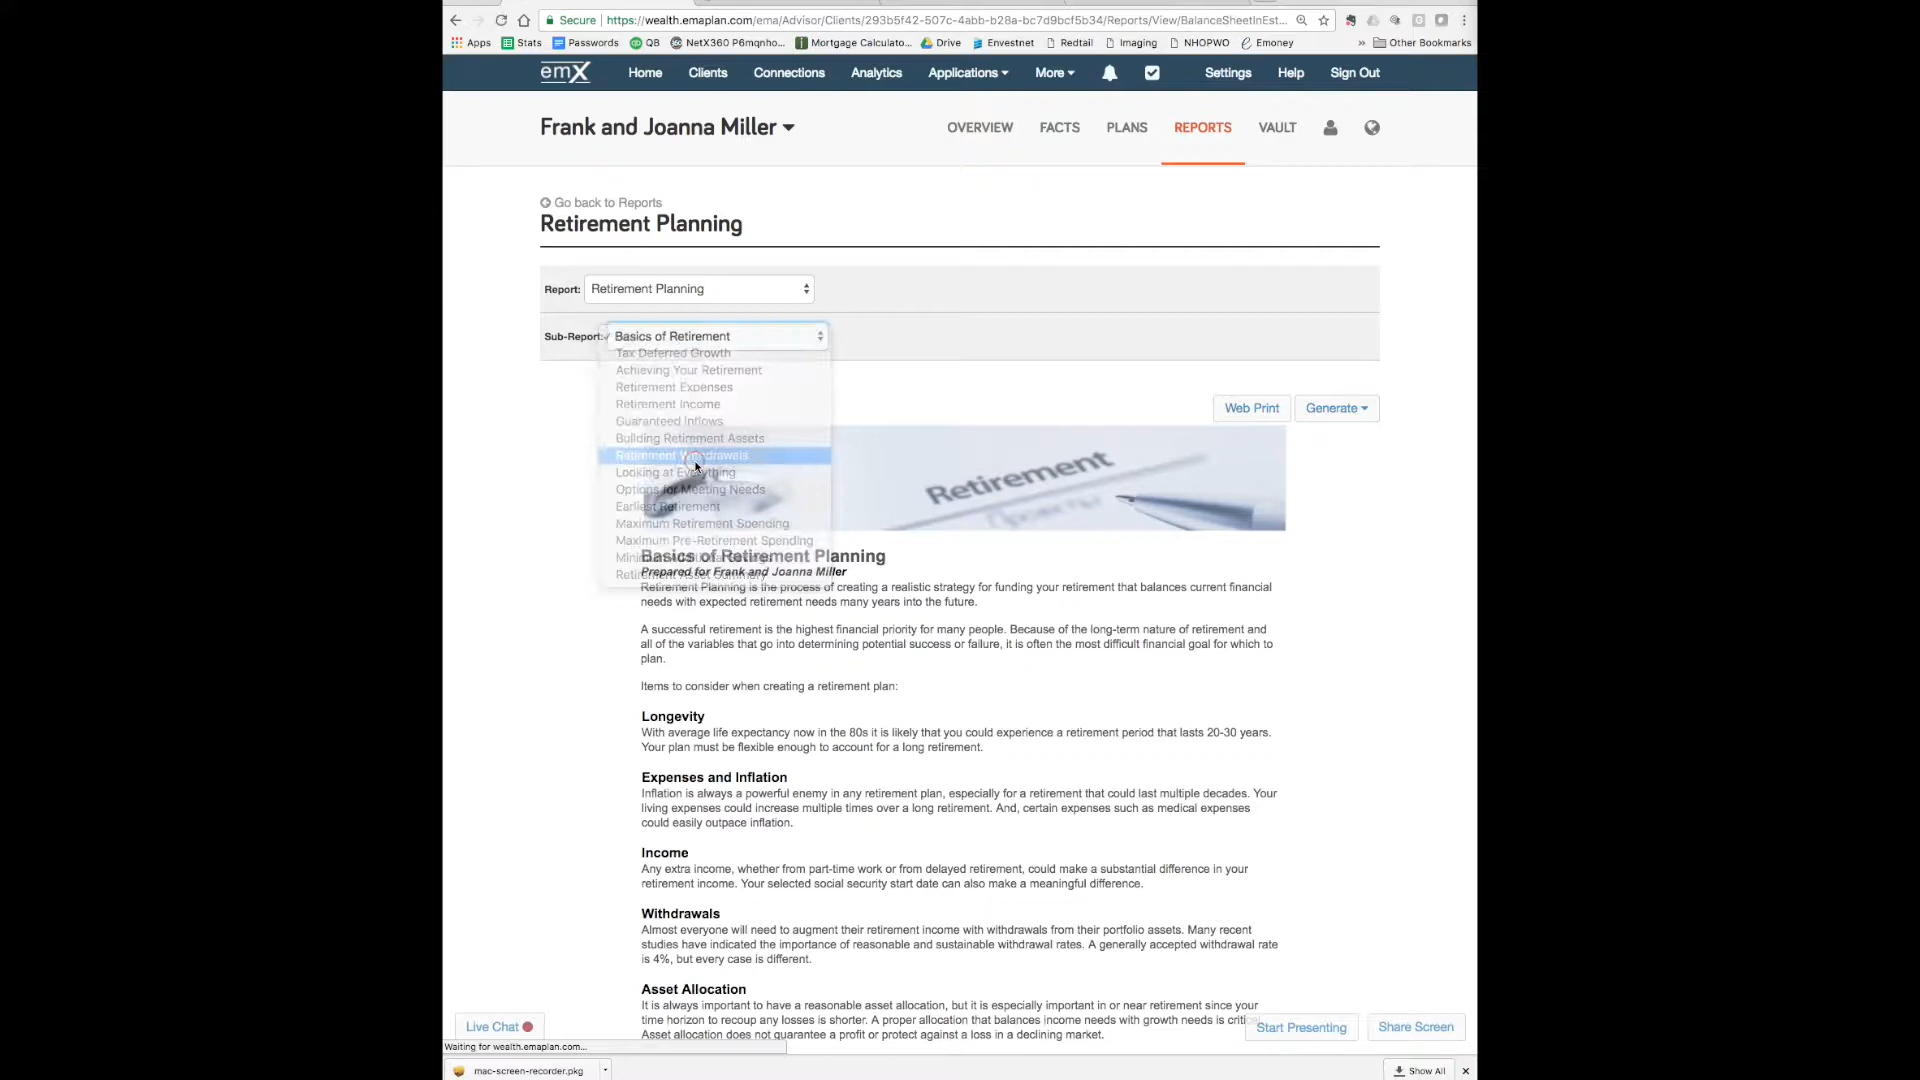 Secure | https://wealth.emaplan.com/ema/Advisor/Clients/293b5f42-507c-4abb-b28a-bc7d9bcf5b34/Reports/View/BalanceSheetInEst...
Apps Stats Passwords QB NetX360 P6mqnho... Mortgage Calculato... Drive Envestnet Redtail Imaging NHOPWO Emoney » Other Bookmarks
emX Home Clients Connections Analytics Applications More Settings Help Sign Out
Frank and Joanna Miller OVERVIEW FACTS PLANS REPORTS VAULT
Go back to Reports
Retirement Planning
Report: Retirement Planning
Sub-Report: Basics of Retirement
Tax Deferred Growth
Achieving Your Retirement
Retirement Expenses
Retirement Income
Guaranteed Inflows
Building Retirement Assets
Retirement Withdrawals
Looking at Everything
Options for Meeting Needs
Earliest Retirement
Maximum Retirement Spending
Maximum Pre-Retirement Spending
Retirement Asset Summary
Web Print Generate
Retirement
Basics of Retirement Planning
Prepared for Frank and Joanna Miller
Retirement Planning is the process of creating a realistic strategy for funding your retirement that balances current financial
needs with expected retirement needs many years into the future.
A successful retirement is the highest financial priority for many people. Because of the long-term nature of retirement and
all of the variables that go into determining potential success or failure, it is often the most difficult financial goal for which to
plan.
Items to consider when creating a retirement plan:
Longevity
With average life expectancy now in the 80s it is likely that you could experience a retirement period that lasts 20-30 years.
Your plan must be flexible enough to account for a long retirement.
Expenses and Inflation
Inflation is always a powerful enemy in any retirement plan, especially for a retirement that could last multiple decades. Your
living expenses could increase multiple times over a long retirement. And, certain expenses such as medical expenses
could easily outpace inflation.
Income
Any extra income, whether from part-time work or from delayed retirement, could make a substantial difference in your
retirement income. Your selected social security start date can also make a meaningful difference.
Withdrawals
Almost everyone will need to augment their retirement income with withdrawals from their portfolio assets. Many recent
studies have indicated the importance of reasonable and sustainable withdrawal rates. A generally accepted withdrawal rate
is 4%, but every case is different.
Asset Allocation
It is always important to have a reasonable asset allocation, but it is especially important in or near retirement since your
time horizon to recoup any losses is shorter. A proper allocation that balances income needs with growth needs is critic
Asset allocation does not guarantee a profit or protect against a loss in a declining market.
Live Chat Start Presenting Share Screen
Waiting for wealth.emaplan.com...
mac-screen-recorder.pkg Show All